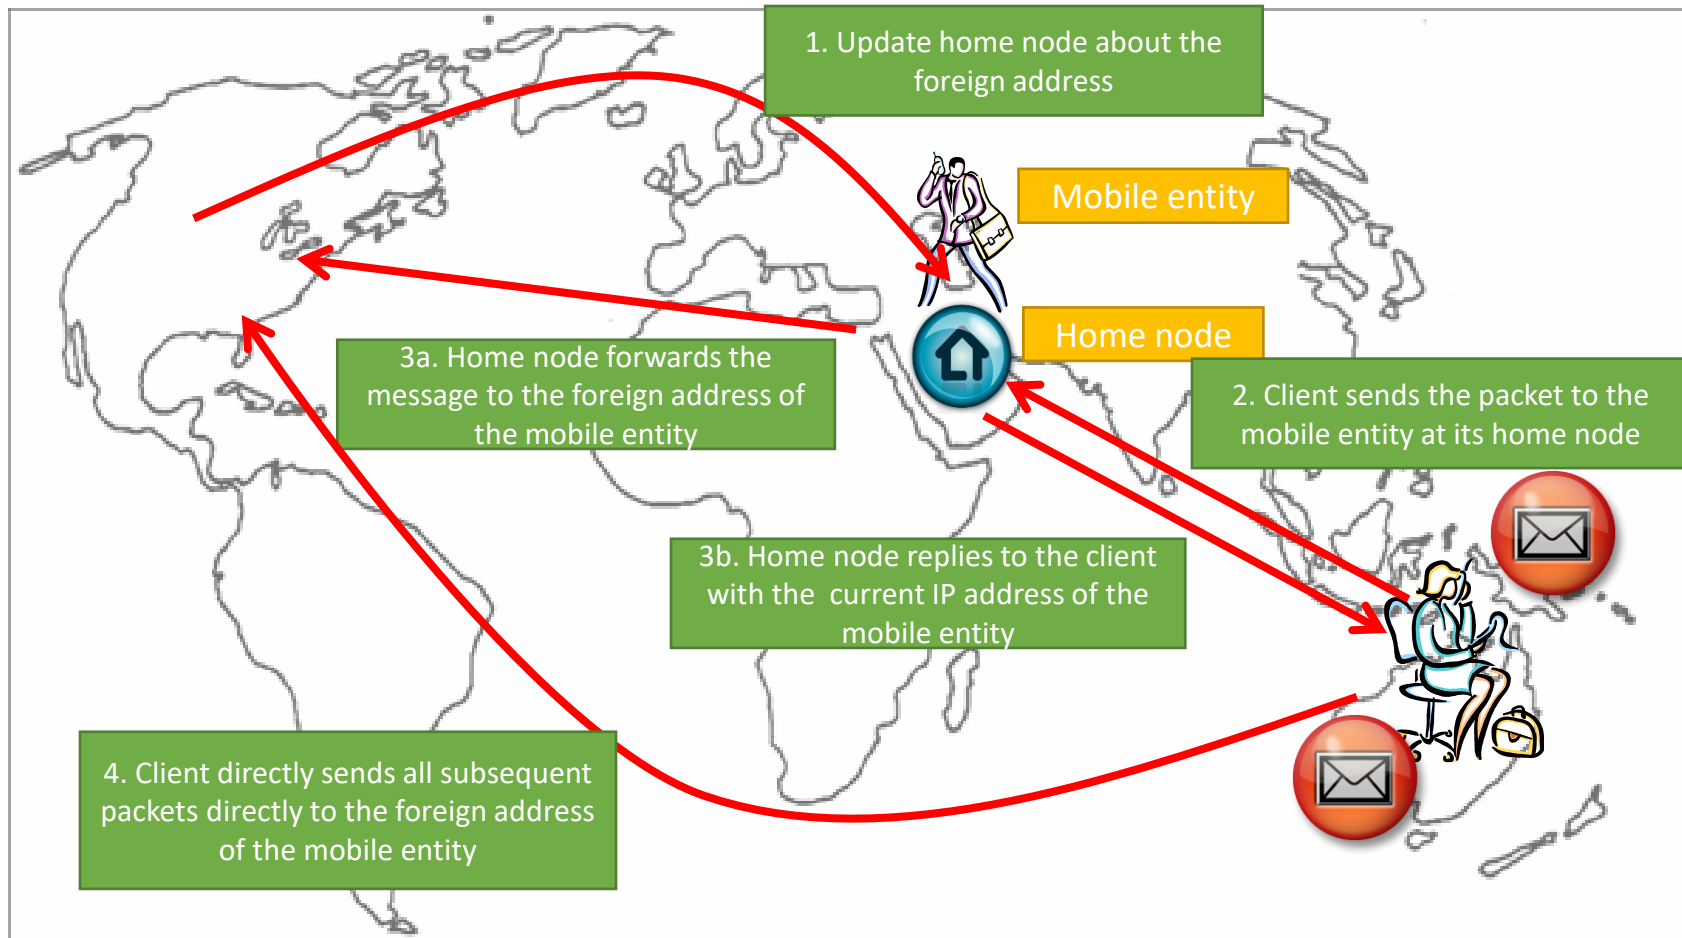 1. Update home node about the
foreign address
Mobile entity
Home node
3a. Home node forwards the
message to the foreign address of
the mobile entity
2. Client sends the packet to the
mobile entity at its home node
3b. Home node replies to the client
with the  current IP address of the
mobile entity
4. Client directly sends all subsequent
packets directly to the foreign address
of the mobile entity